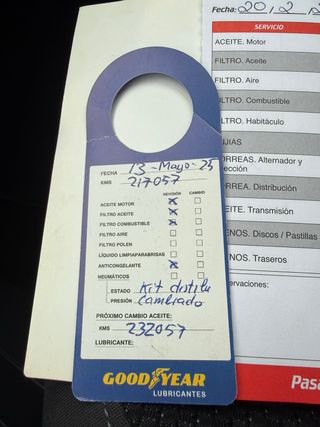 Fecha: 20, 2,
SERVICIO
ACEITE. Motor
FILTRO. Aceite
FILTRO. Aire
FILTRO. Combustible
FILTRO. Habitáculo
JÍAS
ORREAS. Alternador y
ección
RREA. Distribución
EITE. Transmisión
ENOS. Discos / Pastillas
NOS. Traseros
ervaciones:
Pasa
FECHA 13-Mayo-25
KMS 217057
REVISIÓN CAMBIO
ACEITE MOTOR X
FILTRO ACEITE X
FILTRO COMBUSTIBLE X
FILTRO AIRE
FILTRO POLEN
LÍQUIDO LIMPIAPARABRISAS
ANTICONGELANTE X
NEUMÁTICOS
ESTADO Kit distribu
PRESIÓN cambiado
PRÓXIMO CAMBIO ACEITE:
KMS 232057
LUBRICANTE:
GOODYEAR
LUBRICANTES